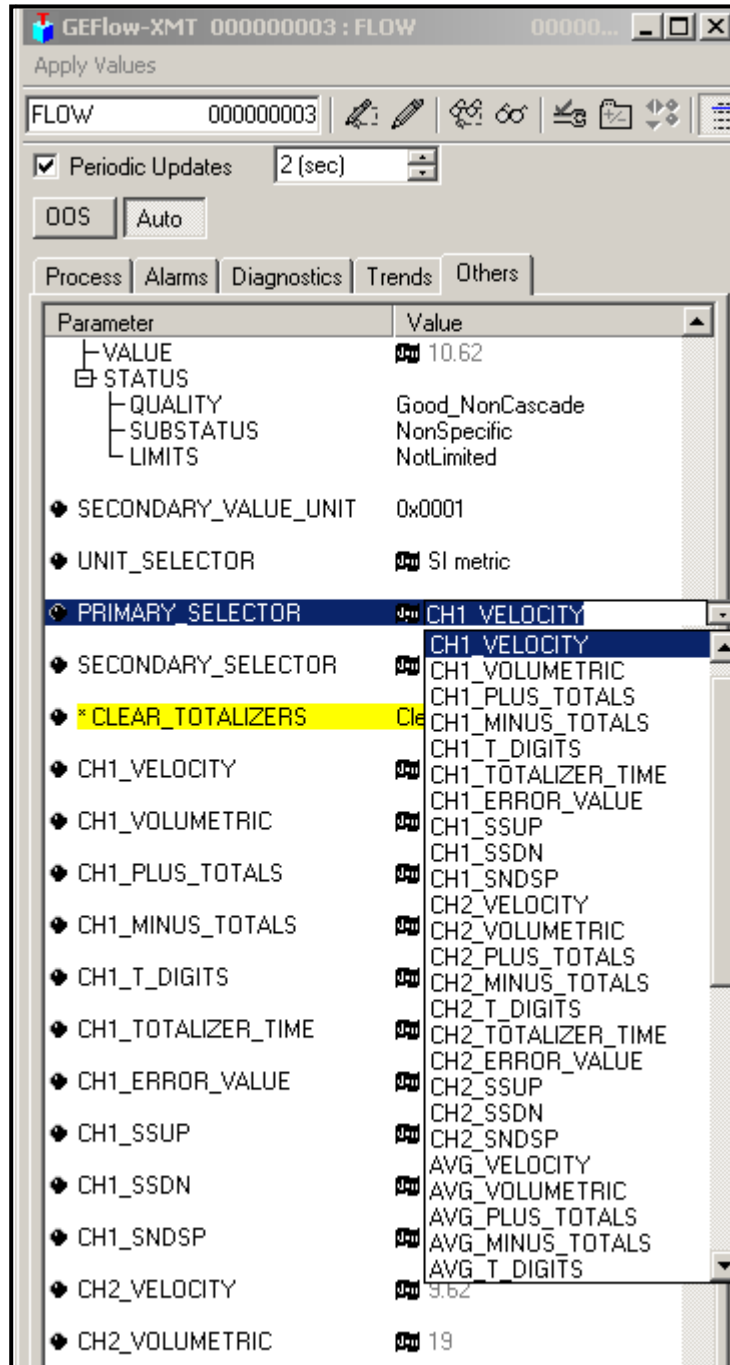 GEFlow-XMT 000000003 : FLOW 00000...
Apply Values
FLOW 000000003
Periodic Updates 2 (sec)
OOS Auto
Process Alarms Diagnostics Trends Others
Parameter Value
VALUE 10.62
STATUS
QUALITY Good_NonCascade
SUBSTATUS NonSpecific
LIMITS NotLimited
SECONDARY_VALUE_UNIT 0x0001
UNIT_SELECTOR SI metric
PRIMARY_SELECTOR CH1_VELOCITY
SECONDARY_SELECTOR
* CLEAR_TOTALIZERS Cle
CH1_VELOCITY
CH1_VOLUMETRIC
CH1_PLUS_TOTALS
CH1_MINUS_TOTALS
CH1_T_DIGITS
CH1_TOTALIZER_TIME
CH1_ERROR_VALUE
CH1_SSUP
CH1_SSDN
CH1_SNDSP
CH2_VELOCITY 9.62
CH2_VOLUMETRIC 19
CH1_VELOCITY
CH1_VOLUMETRIC
CH1_PLUS_TOTALS
CH1_MINUS_TOTALS
CH1_T_DIGITS
CH1_TOTALIZER_TIME
CH1_ERROR_VALUE
CH1_SSUP
CH1_SSDN
CH1_SNDSP
CH2_VELOCITY
CH2_VOLUMETRIC
CH2_PLUS_TOTALS
CH2_MINUS_TOTALS
CH2_T_DIGITS
CH2_TOTALIZER_TIME
CH2_ERROR_VALUE
CH2_SSUP
CH2_SSDN
CH2_SNDSP
AVG_VELOCITY
AVG_VOLUMETRIC
AVG_PLUS_TOTALS
AVG_MINUS_TOTALS
AVG_T_DIGITS